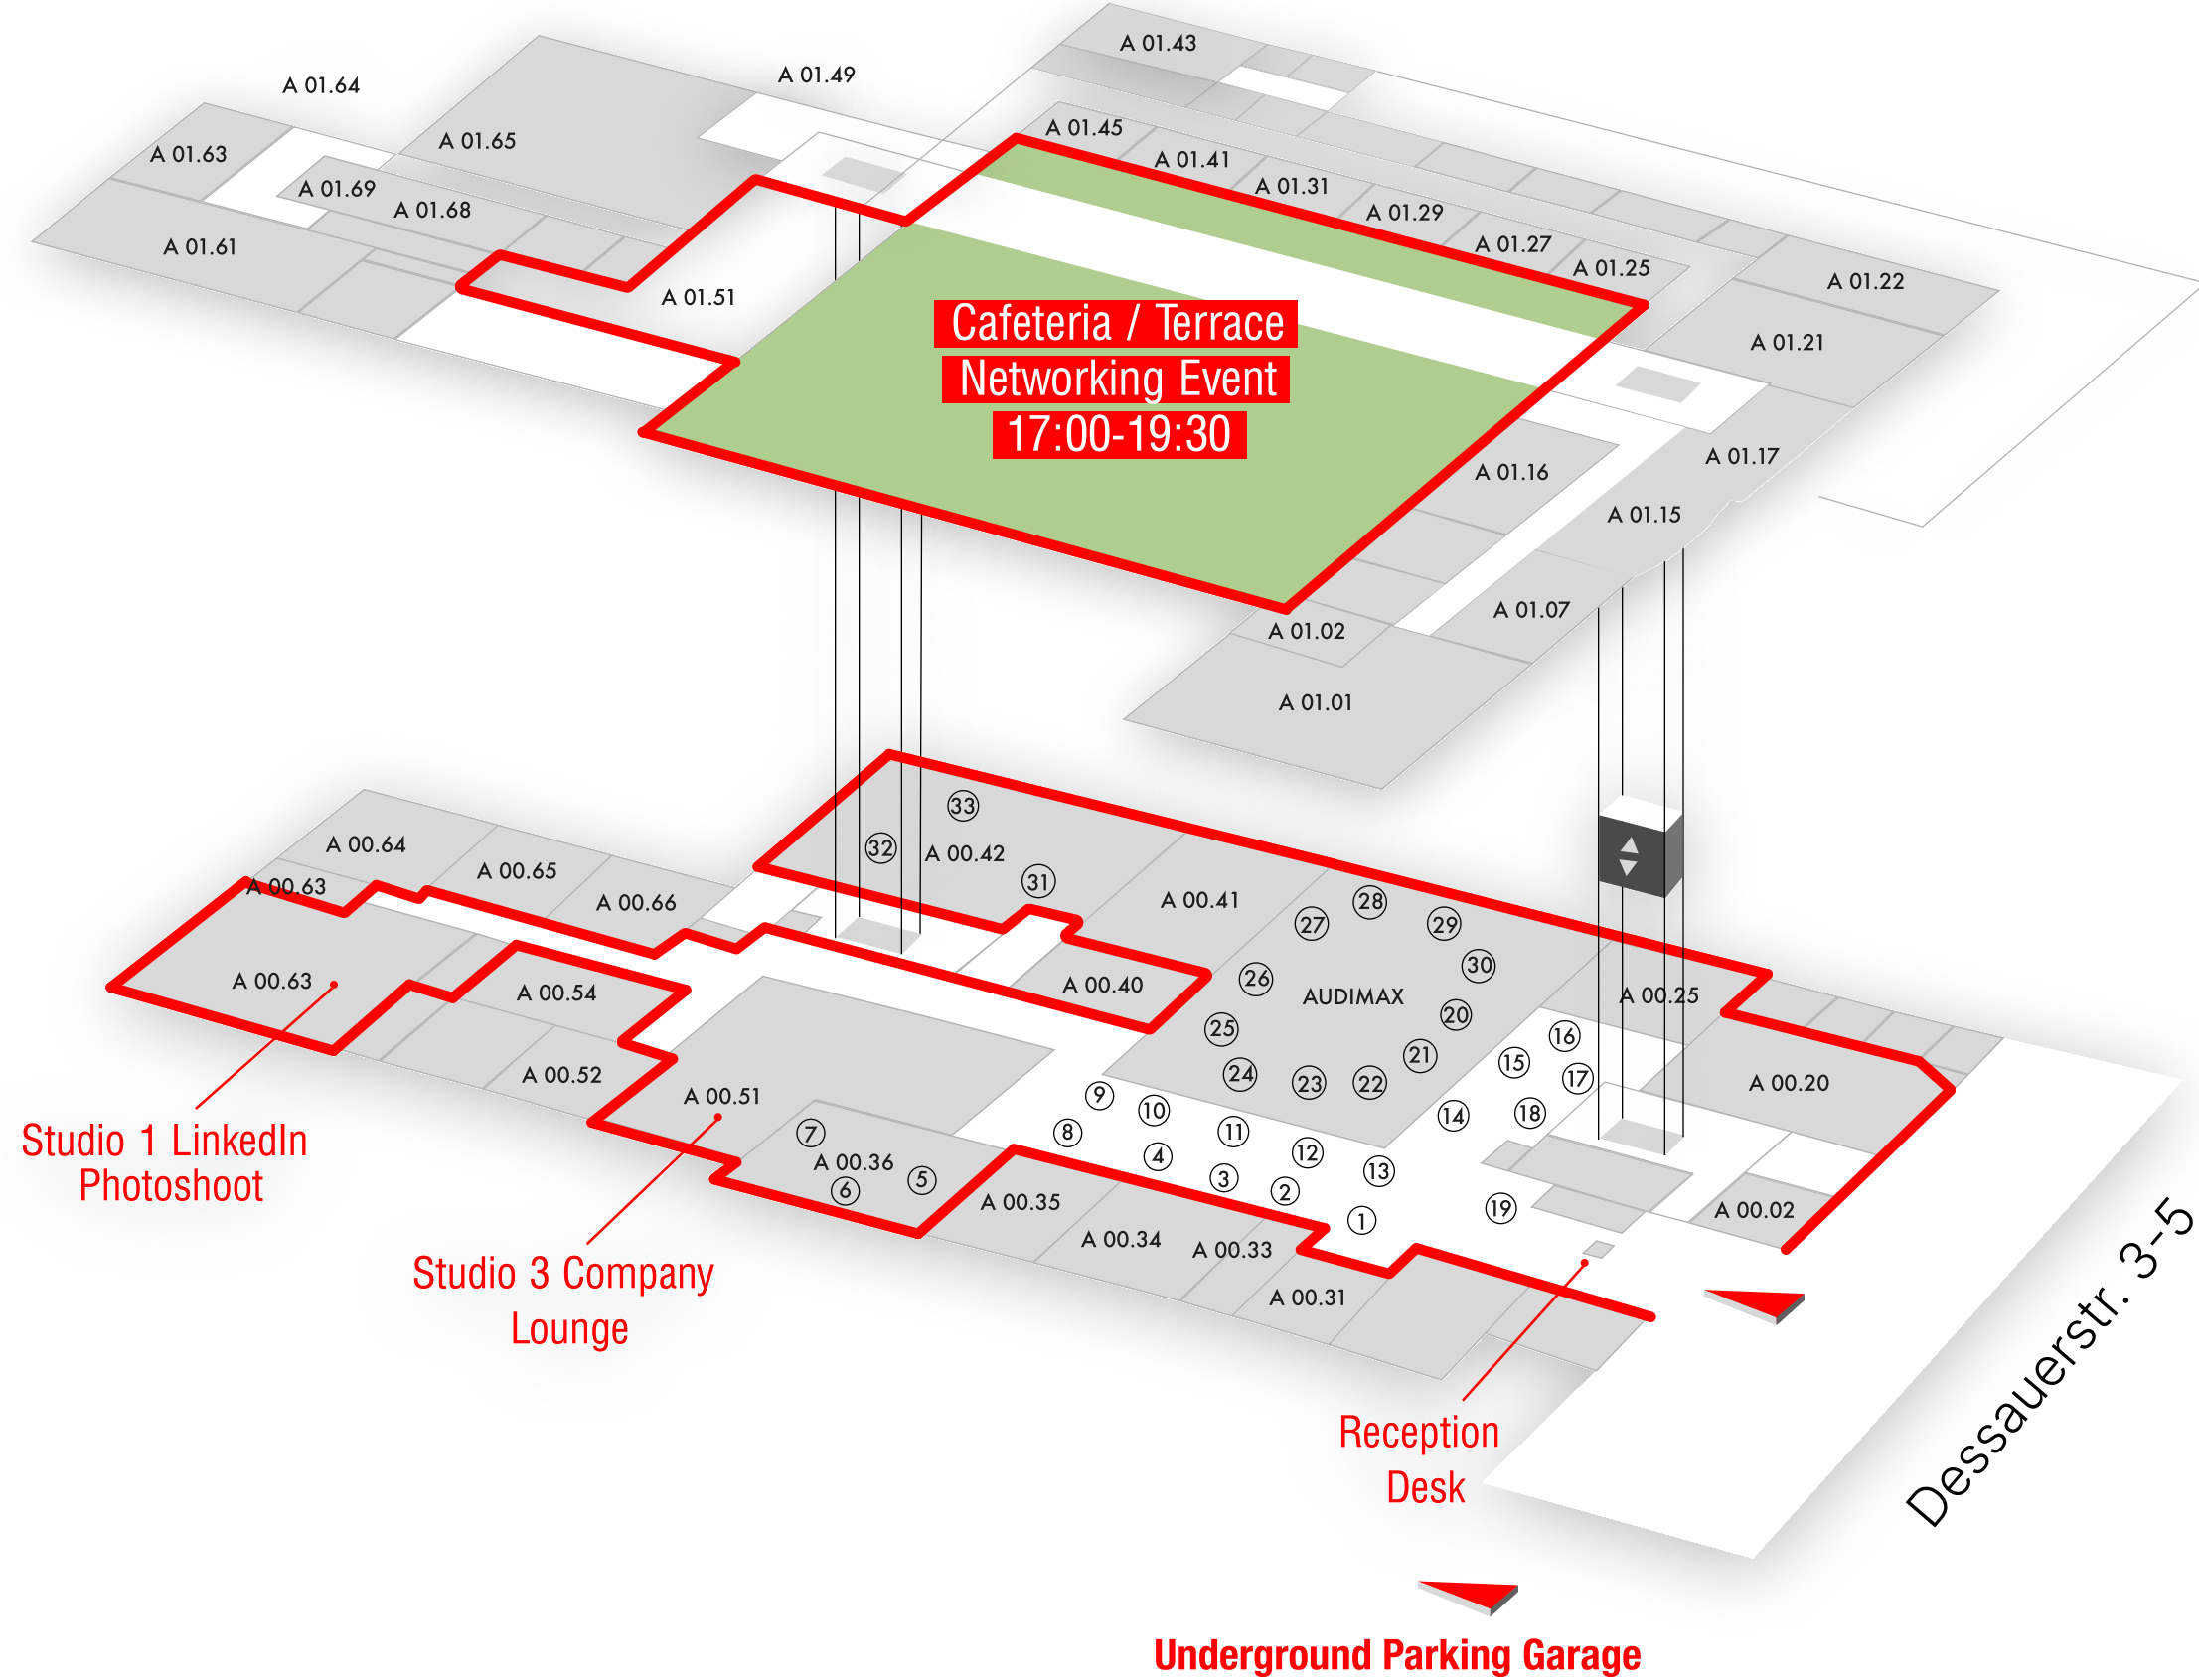 A 01.43
A 01.49
A 01.64
A 01.45
A 01.65
A 01.63
A 01.41
A 01.31
A 01.69
A 01.68
A 01.29
A 01.61
A 01.27
A 01.25
A 01.22
A 01.51
A 01.21
Cafeteria / Terrace
Networking Event
17:00-19:30
A 01.17
A 01.16
A 01.15
A 01.07
A 01.02
A 01.01
33
32
A 00.42
31
A 00.64
A 00.65
A 00.63
A 00.66
A 00.41
28
27
29
30
26
A 00.40
AUDIMAX
A 00.25
A 00.63
A 00.54
20
25
16
21
15
24
23
22
17
A 00.20
A 00.52
A 00.51
9
10
18
14
7
8
11
12
4
13
A 00.36
5
6
3
2
1
19
A 00.02
A 00.35
A 00.34
A 00.33
A 00.31
Studio 1 LinkedIn
Photoshoot
Studio 3 Company
Lounge
Reception
Desk
Dessauerstr. 3-5
Underground Parking Garage